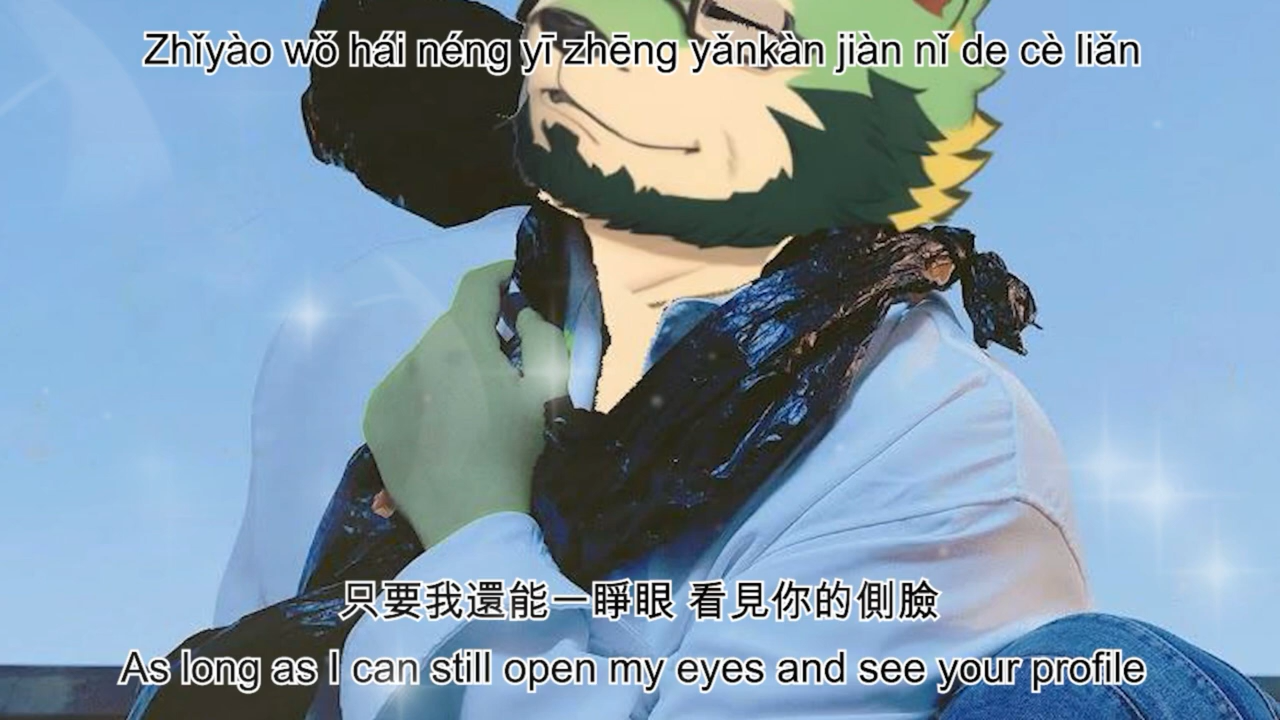 Zhǐyào wǒ hái néng yī zhēng yǎnkàn jiàn nǐ de cè liǎn
只要我還能一睜眼 看見你的側臉
As long as I can still open my eyes and see your profile